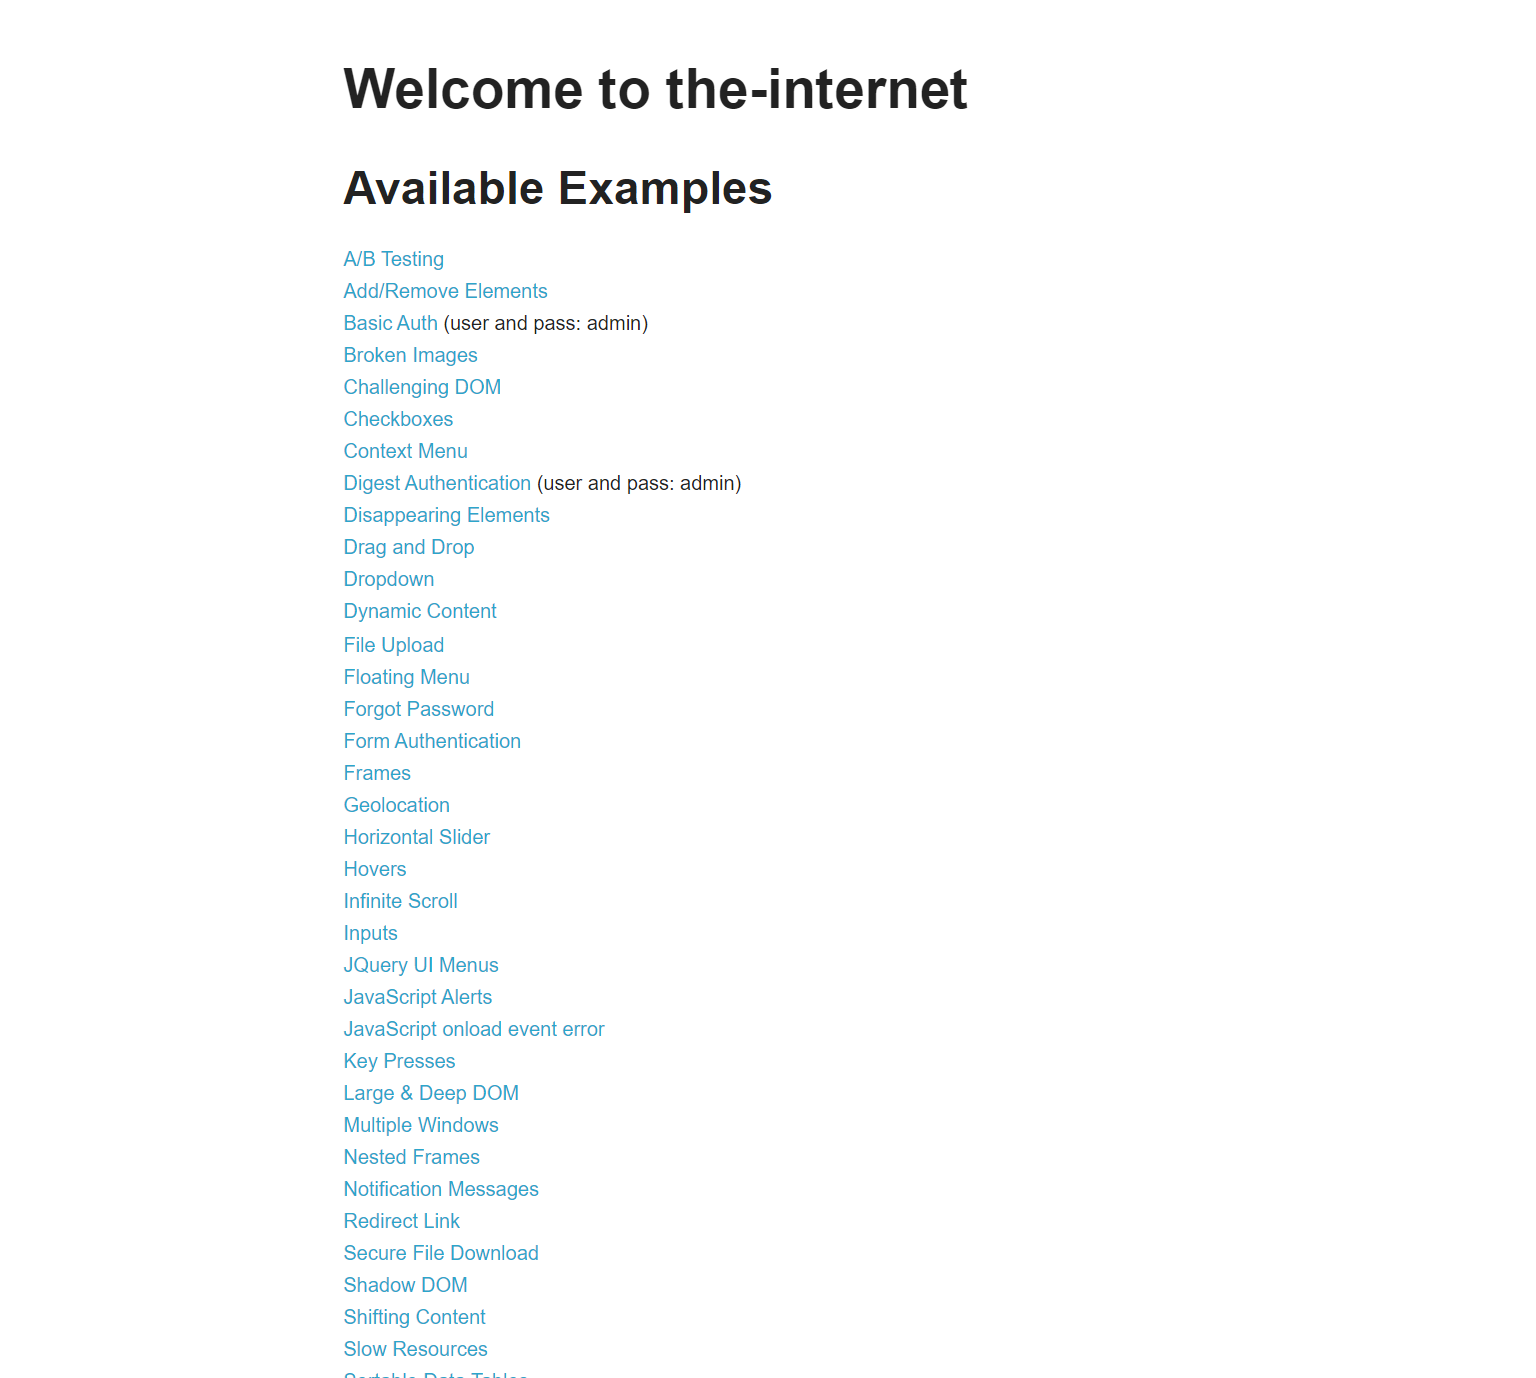 Welcome to the-internet
Available Examples
A/B Testing
Add/Remove Elements
Basic Auth (user and pass: admin)
Broken Images
Challenging DOM
Checkboxes
Context Menu
Digest Authentication (user and pass: admin)
Disappearing Elements
Drag and Drop
Dropdown
Dynamic Content
File Upload
Floating Menu
Forgot Password
Form Authentication
Frames
Geolocation
Horizontal Slider
Hovers
Infinite Scroll
Inputs
JQuery UI Menus
JavaScript Alerts
JavaScript onload event error
Key Presses
Large & Deep DOM
Multiple Windows
Nested Frames
Notification Messages
Redirect Link
Secure File Download
Shadow DOM
Shifting Content
Slow Resources
Sortable Data Tables